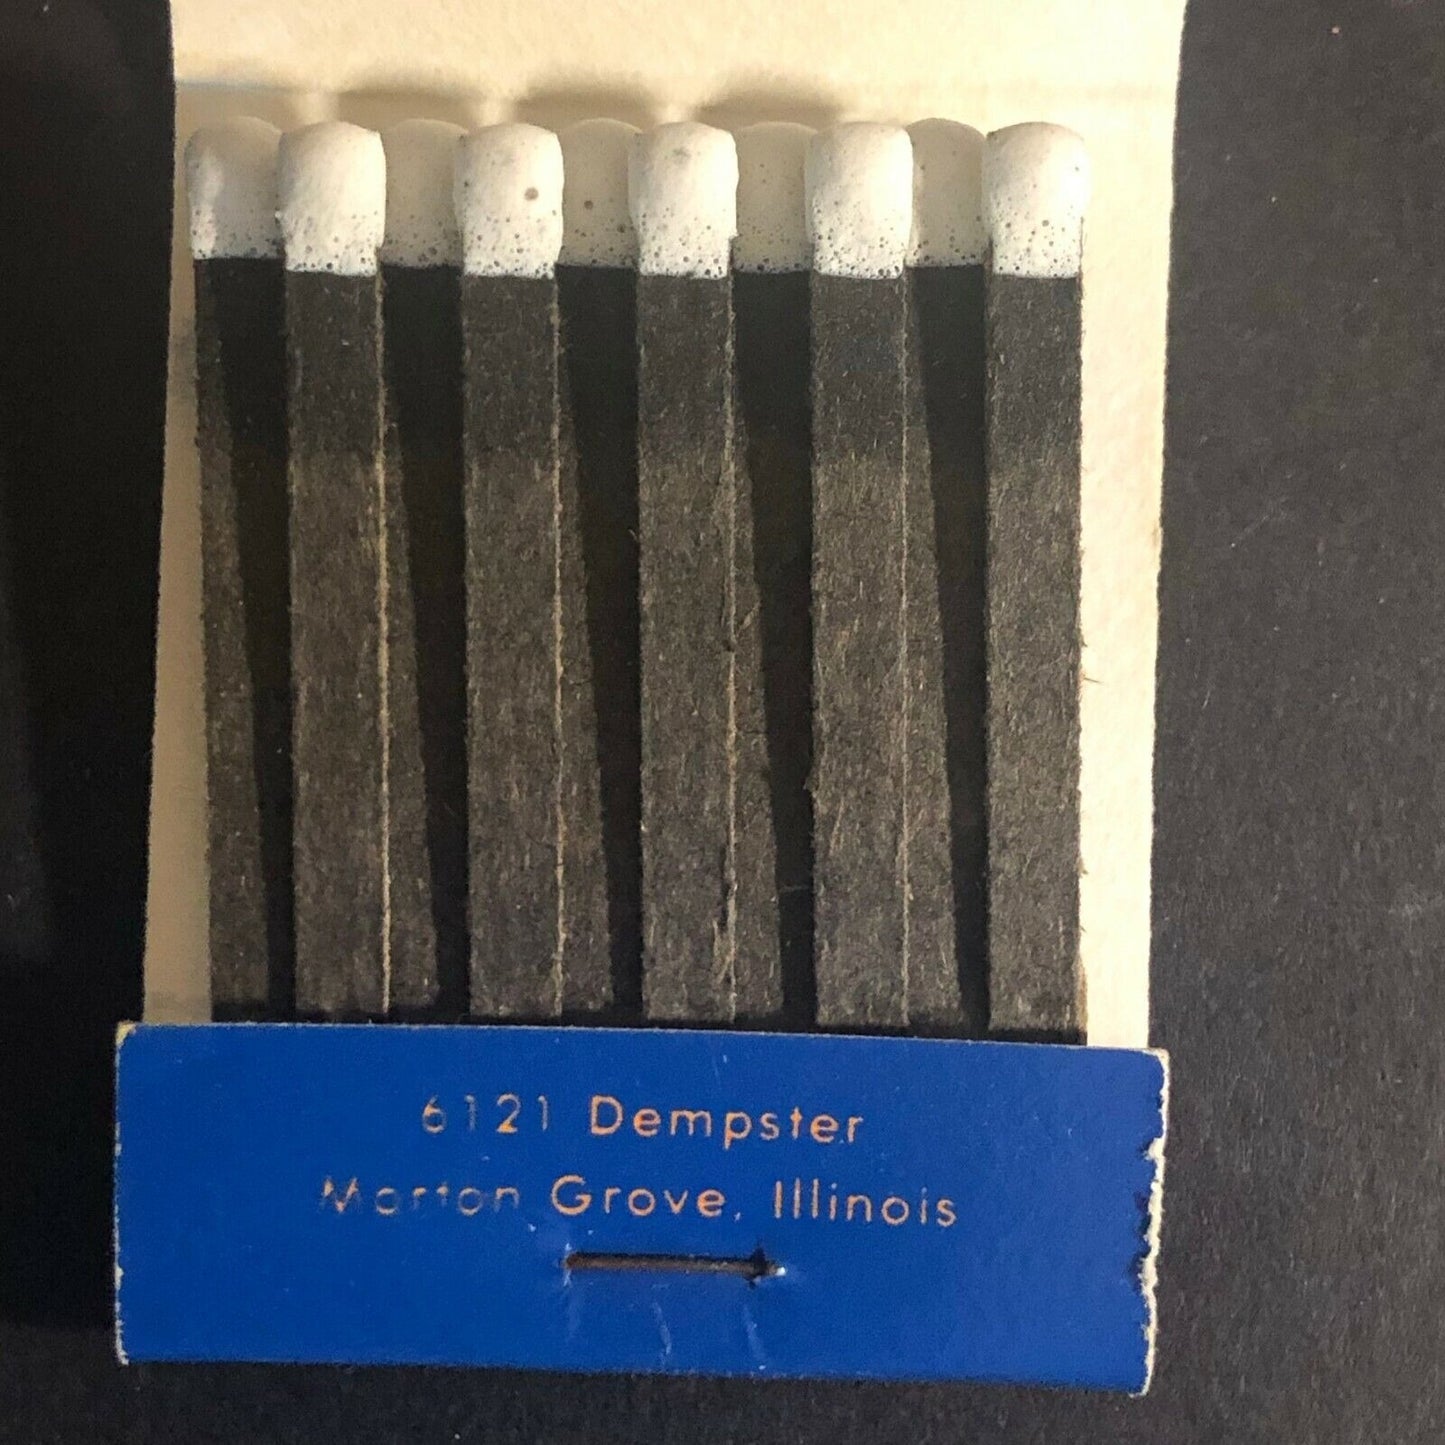 6121 Dempster
Morton Grove, Illinois